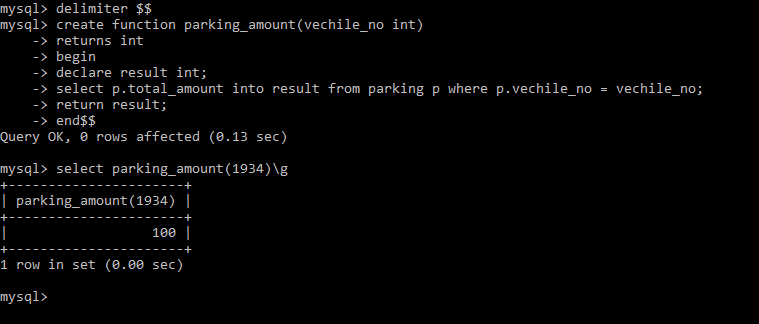 mysql> delimiter $$
mysql> create function parking_amount(vechile_no int)
    -> returns int
    -> begin
    -> declare result int;
    -> select p.total_amount into result from parking p where p.vechile_no = vechile_no;
    -> return result;
    -> end$$
Query OK, 0 rows affected (0.13 sec)

mysql> select parking_amount(1934)\g
+----------------------+
| parking_amount(1934) |
+----------------------+
|                  100 |
+----------------------+
1 row in set (0.00 sec)

mysql>